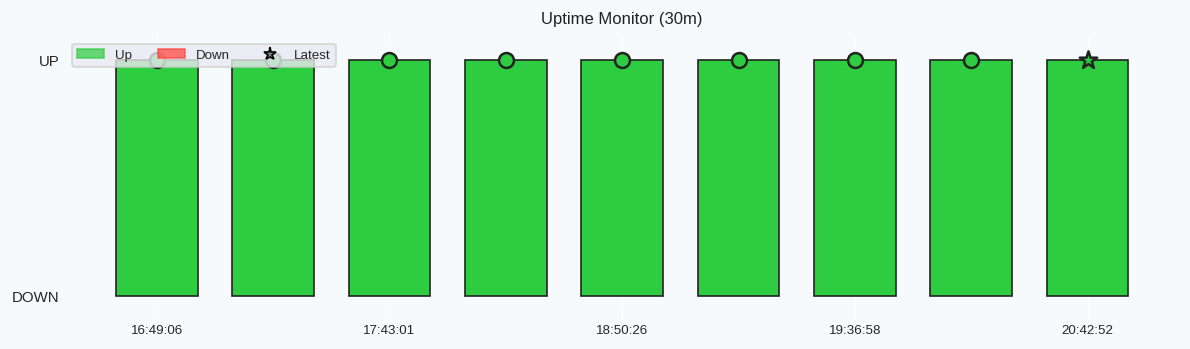 Uptime Monitor (30m)
Up Down Latest
UP
DOWN
16:49:06 17:43:01 18:50:26 19:36:58 20:42:52